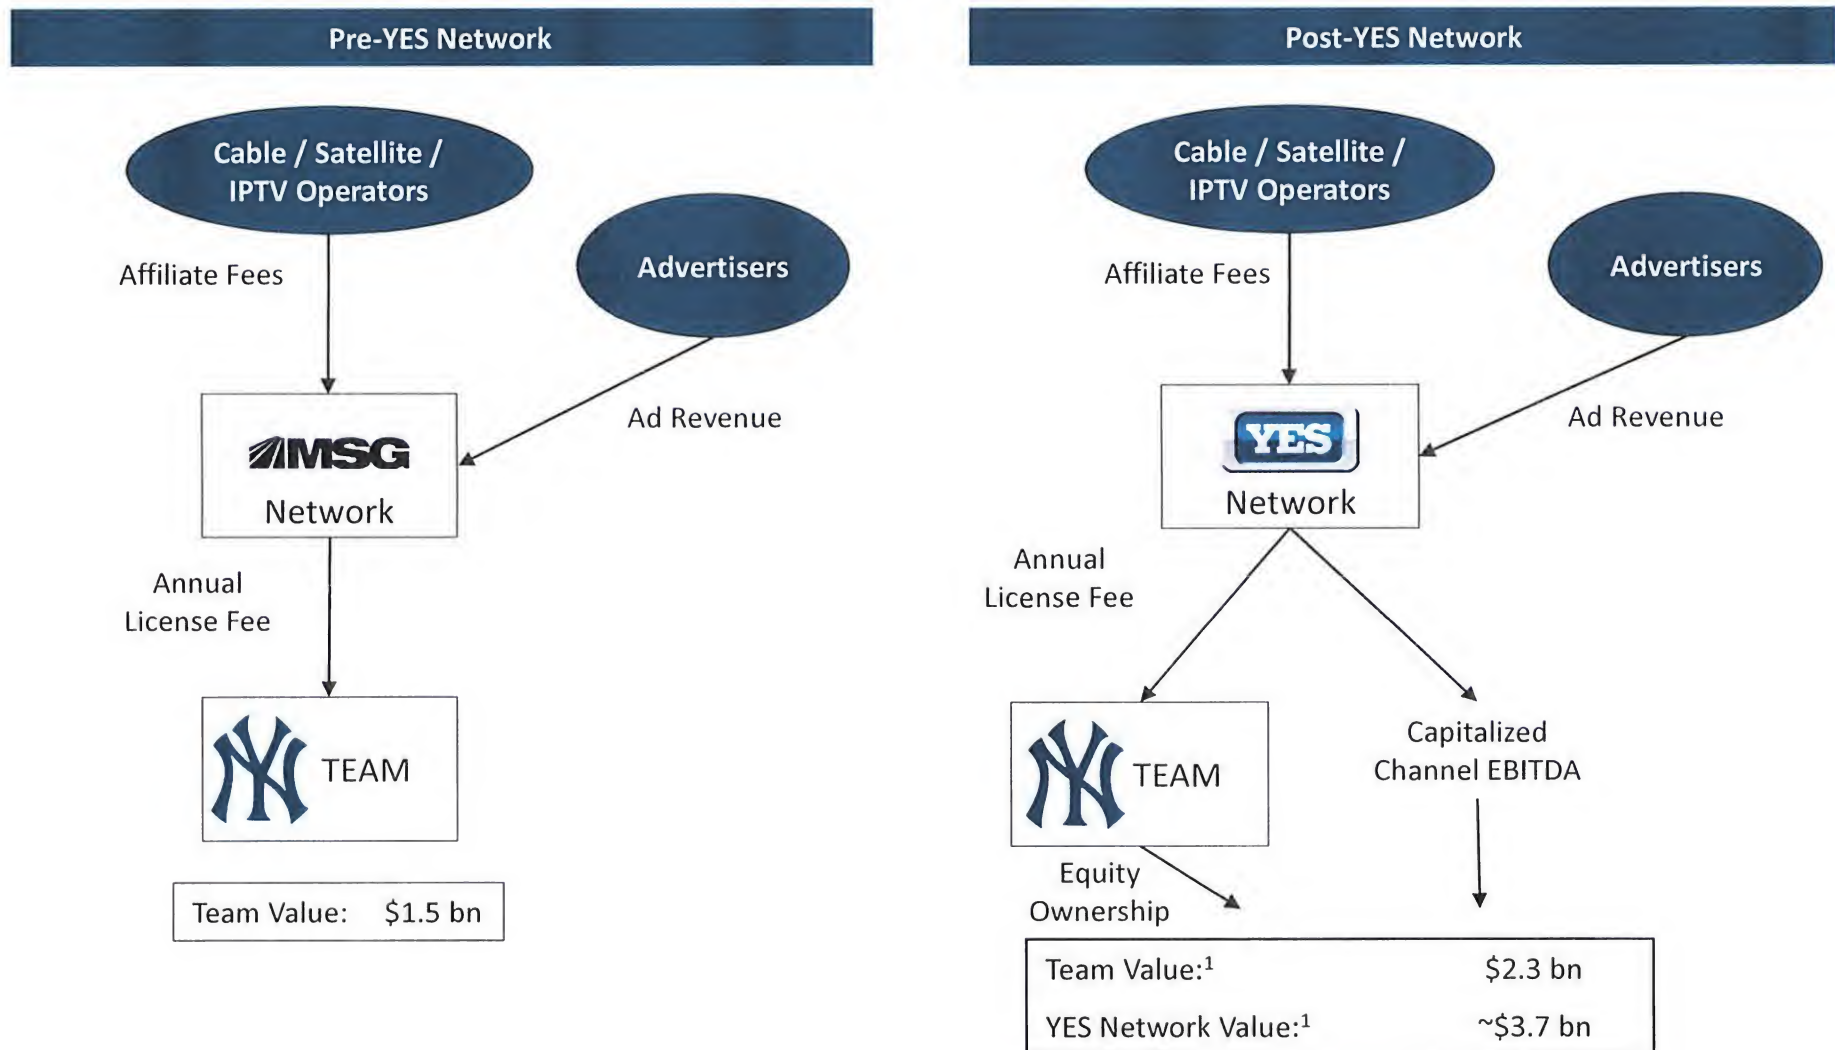 Pre-YES Network
Cable / Satellite /
IPTV Operators
Advertisers
Affiliate Fees
Ad Revenue
MSG
Network
Annual
License Fee
NY
TEAM
Team Value: $1.5 bn
Post-YES Network
Cable / Satellite /
IPTV Operators
Advertisers
Affiliate Fees
Ad Revenue
YES
Network
Annual
License Fee
NY
TEAM
Capitalized
Channel EBITDA
Equity
Ownership
Team Value:¹ $2.3 bn
YES Network Value:¹ ~$3.7 bn